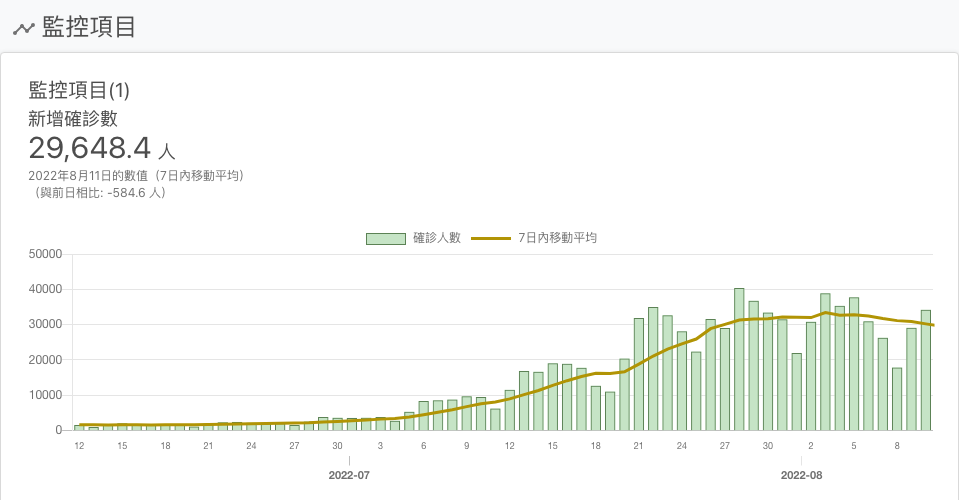 監控項目
監控項目(1)
新增確診數
29,648.4 人
2022年8月11日的數值（7日內移動平均）
（與前日相比: -584.6 人）
確診人數 7日內移動平均
50000
40000
30000
20000
10000
0
12 15 18 21 24 27 30 3 6 9 12 15 18 21 24 27 30 2 5 8
2022-07 2022-08